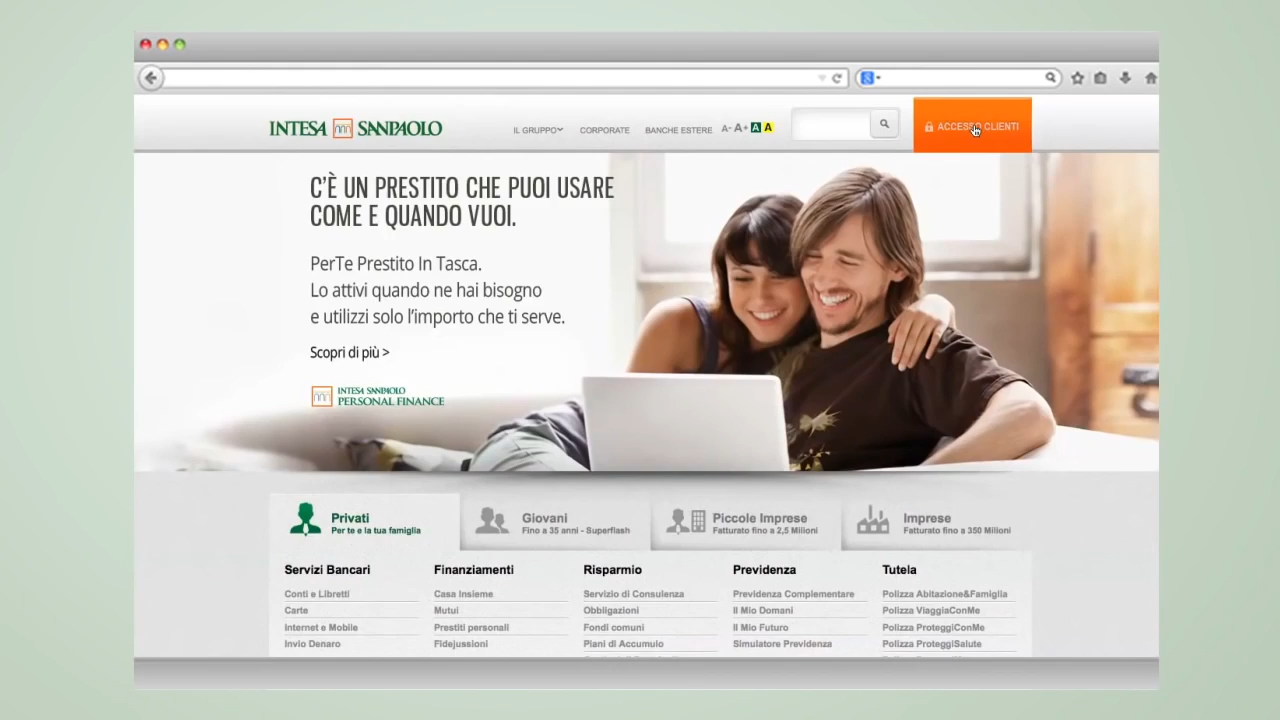 INTESA SANPAOLO
IL GRUPPO
CORPORATE
BANCHE ESTERE
A- A+ A A
ACCESSO CLIENTI
C'È UN PRESTITO CHE PUOI USARE
COME E QUANDO VUOI.
PerTe Prestito In Tasca.
Lo attivi quando ne hai bisogno
e utilizzi solo l'importo che ti serve.
Scopri di più >
INTESA SANPAOLO
PERSONAL FINANCE
Privati
Per te e la tua famiglia
Giovani
Fino a 35 anni - Superflash
Piccole Imprese
Fatturato fino a 2,5 Milioni
Imprese
Fatturato fino a 350 Milioni
Servizi Bancari
Conti e Libretti
Carte
Internet e Mobile
Invio Denaro
Finanziamenti
Casa Insieme
Mutui
Prestiti personali
Fidejussioni
Risparmio
Servizio di Consulenza
Obbligazioni
Fondi comuni
Piani di Accumulo
Previdenza
Previdenza Complementare
Il Mio Domani
Il Mio Futuro
Simulatore Previdenza
Tutela
Polizza Abitazione&Famiglia
Polizza ViaggiaConMe
Polizza ProteggiConMe
Polizza ProteggiSalute